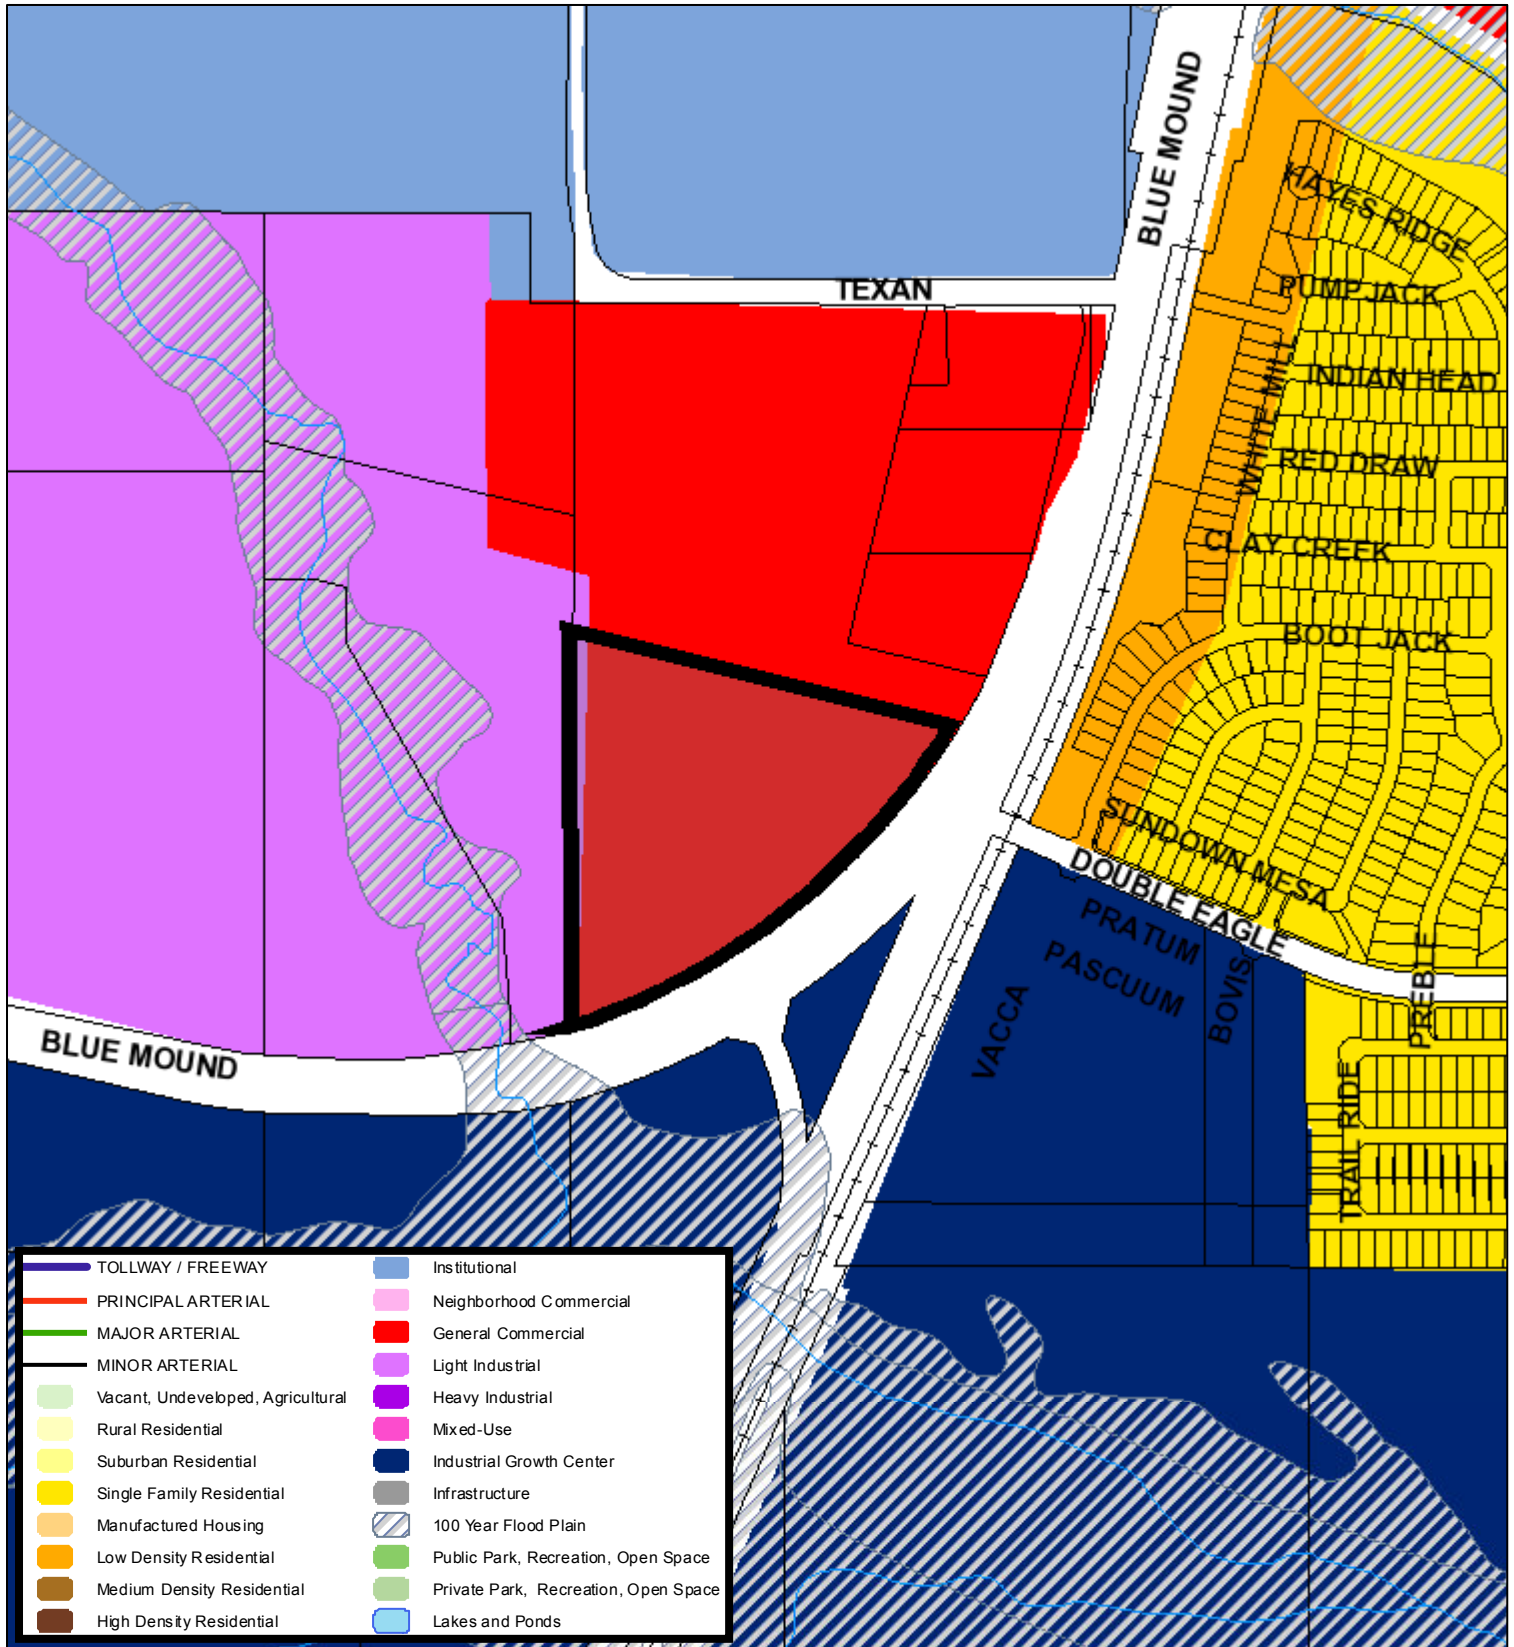 BLUE MOUND
HAYES RIDGE
TEXAN
PUMPJACK
INDIAN HEAD
WHITE MILL
RED DRAW
CLAY CREEK
BOOT JACK
SUNDOWN MESA
DOUBLE EAGLE
PRATUM
PASCUUM
BOVIS
PREBLE
VACCA
BLUE MOUND
TRAIL RIDE
TOLLWAY / FREEWAY
PRINCIPAL ARTERIAL
MAJOR ARTERIAL
MINOR ARTERIAL
Vacant, Undeveloped, Agricultural
Rural Residential
Suburban Residential
Single Family Residential
Manufactured Housing
Low Density Residential
Medium Density Residential
High Density Residential
Institutional
Neighborhood Commercial
General Commercial
Light Industrial
Heavy Industrial
Mixed-Use
Industrial Growth Center
Infrastructure
100 Year Flood Plain
Public Park, Recreation, Open Space
Private Park, Recreation, Open Space
Lakes and Ponds